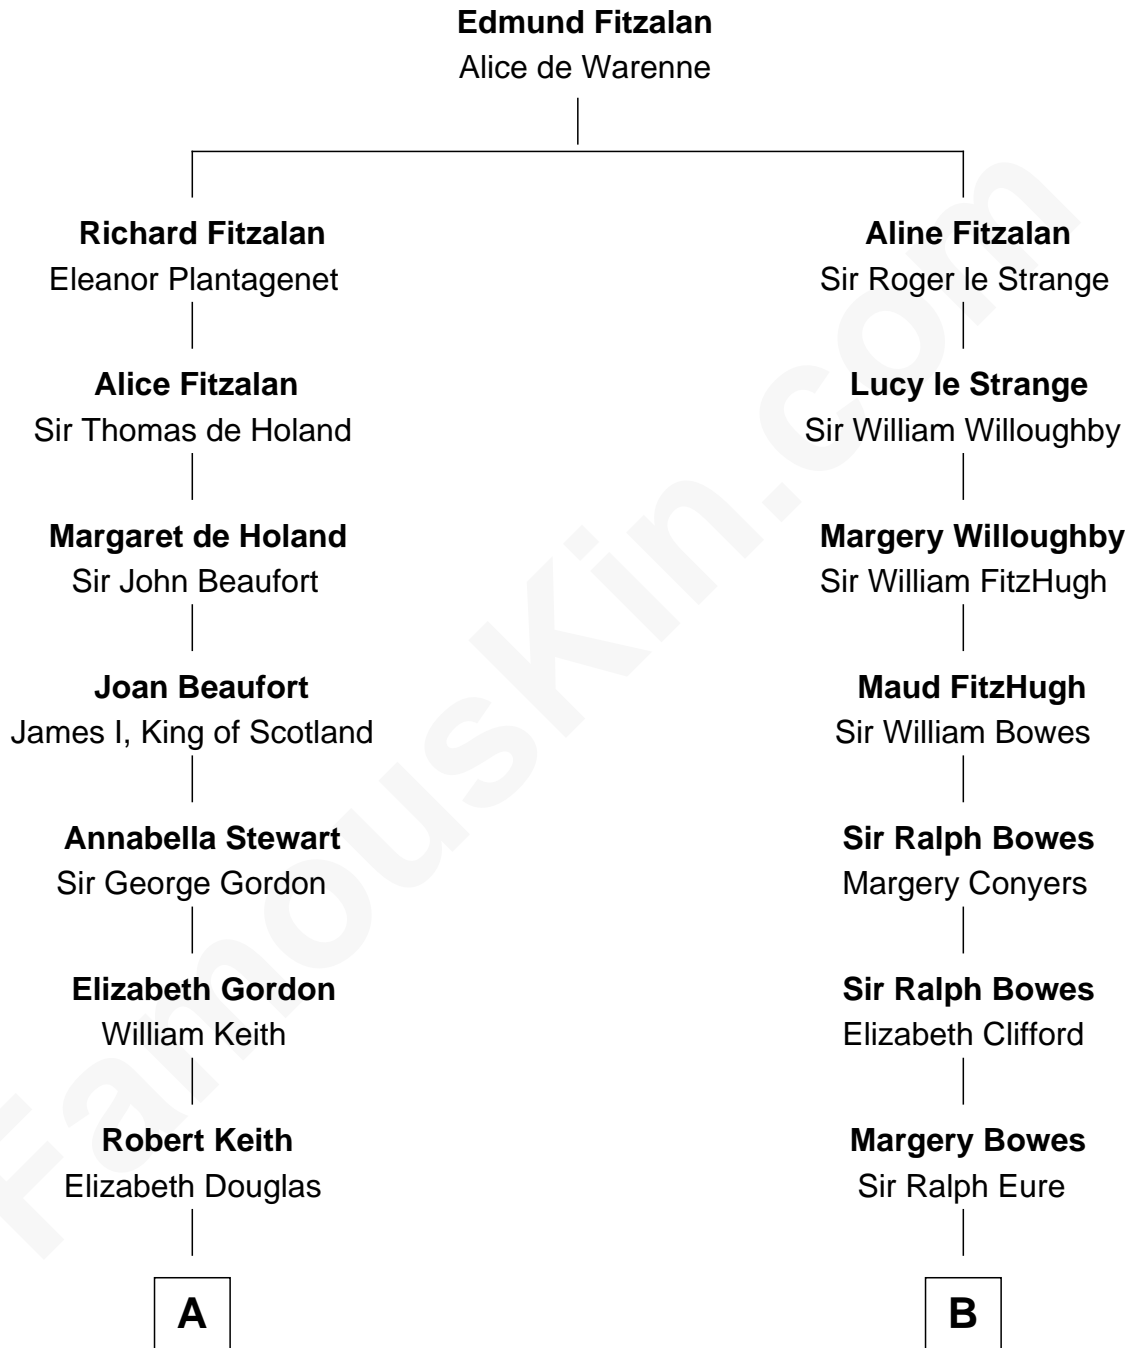 Edmund Fitzalan
Alice de Warenne
Richard Fitzalan
Eleanor Plantagenet
Aline Fitzalan
Sir Roger le Strange
Alice Fitzalan
Sir Thomas de Holand
Lucy le Strange
Sir William Willoughby
Margaret de Holand
Sir John Beaufort
Margery Willoughby
Sir William FitzHugh
Joan Beaufort
James I, King of Scotland
Maud FitzHugh
Sir William Bowes
Annabella Stewart
Sir George Gordon
Sir Ralph Bowes
Margery Conyers
Elizabeth Gordon
William Keith
Sir Ralph Bowes
Elizabeth Clifford
Robert Keith
Elizabeth Douglas
Margery Bowes
Sir Ralph Eure
A
B
FamousKin.com